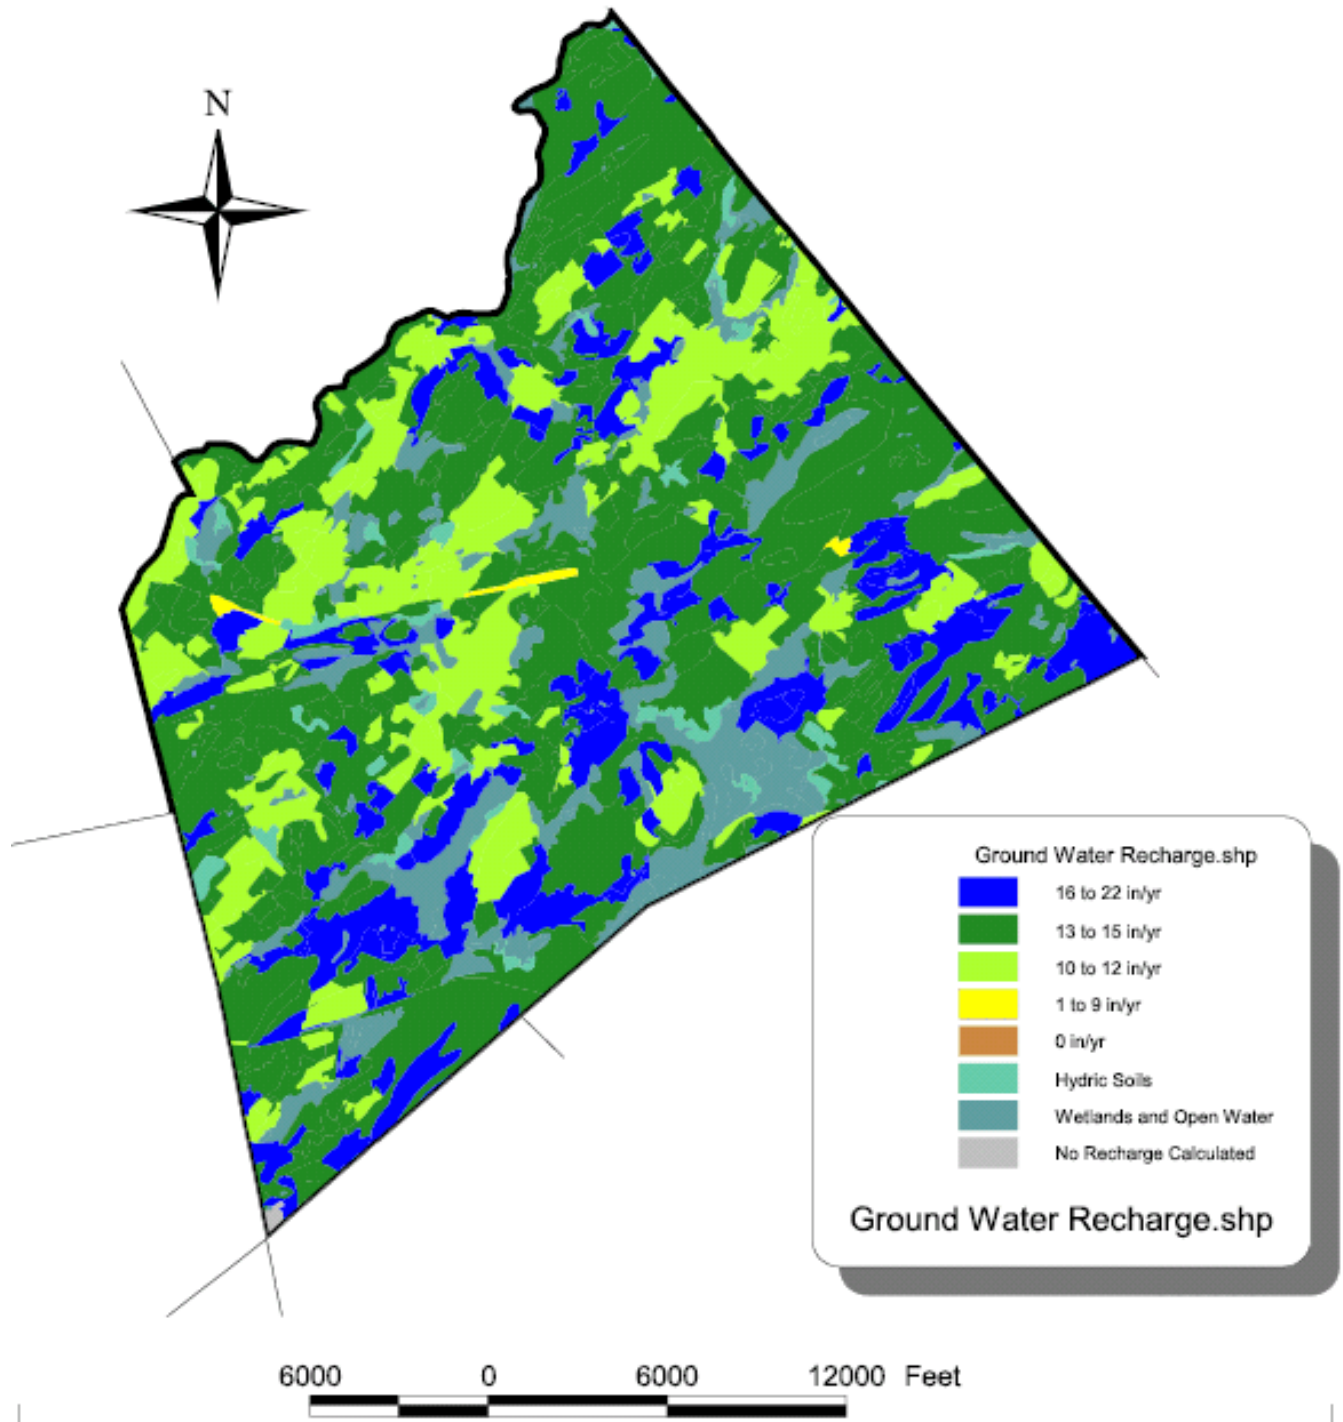 N
Ground Water Recharge.shp
16 to 22 in/yr
13 to 15 in/yr
10 to 12 in/yr
1 to 9 in/yr
0 in/yr
Hydric Soils
Wetlands and Open Water
No Recharge Calculated
Ground Water Recharge.shp
6000 0 6000 12000 Feet